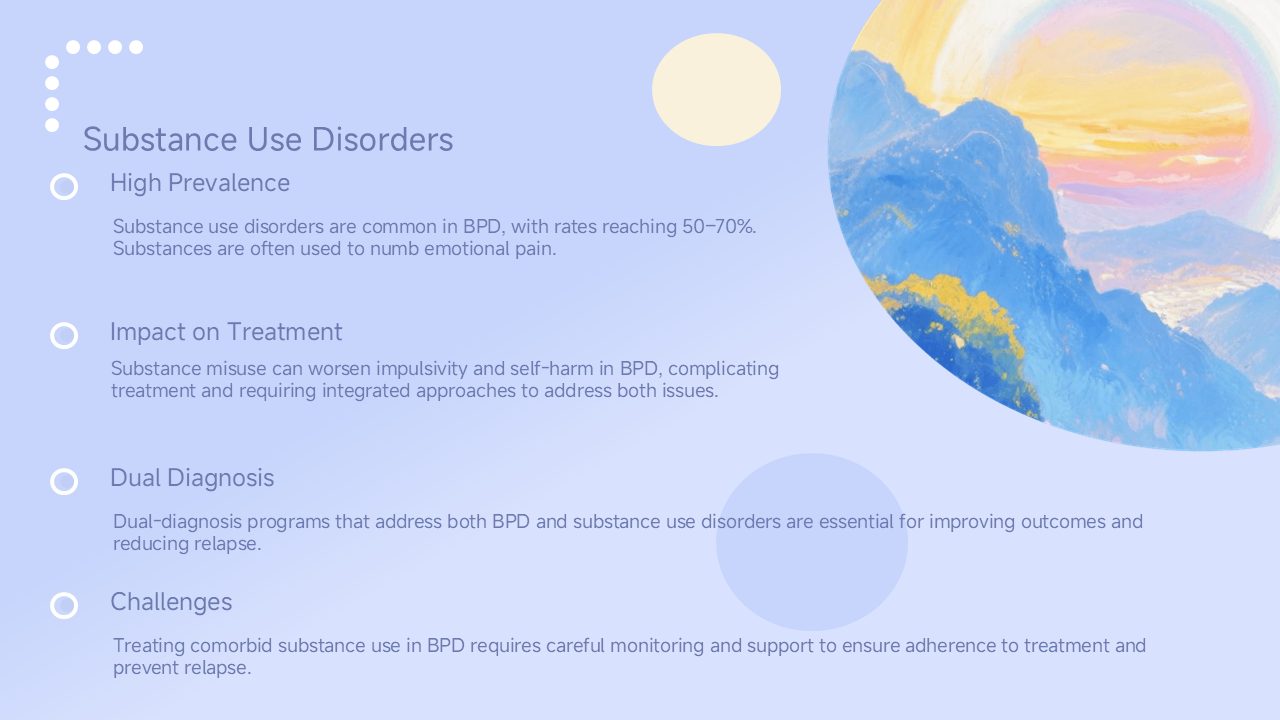 Substance Use Disorders
High Prevalence
Substance use disorders are common in BPD, with rates reaching 50–70%.
Substances are often used to numb emotional pain.
Impact on Treatment
Substance misuse can worsen impulsivity and self-harm in BPD, complicating
treatment and requiring integrated approaches to address both issues.
Dual Diagnosis
Dual-diagnosis programs that address both BPD and substance use disorders are essential for improving outcomes and
reducing relapse.
Challenges
Treating comorbid substance use in BPD requires careful monitoring and support to ensure adherence to treatment and
prevent relapse.